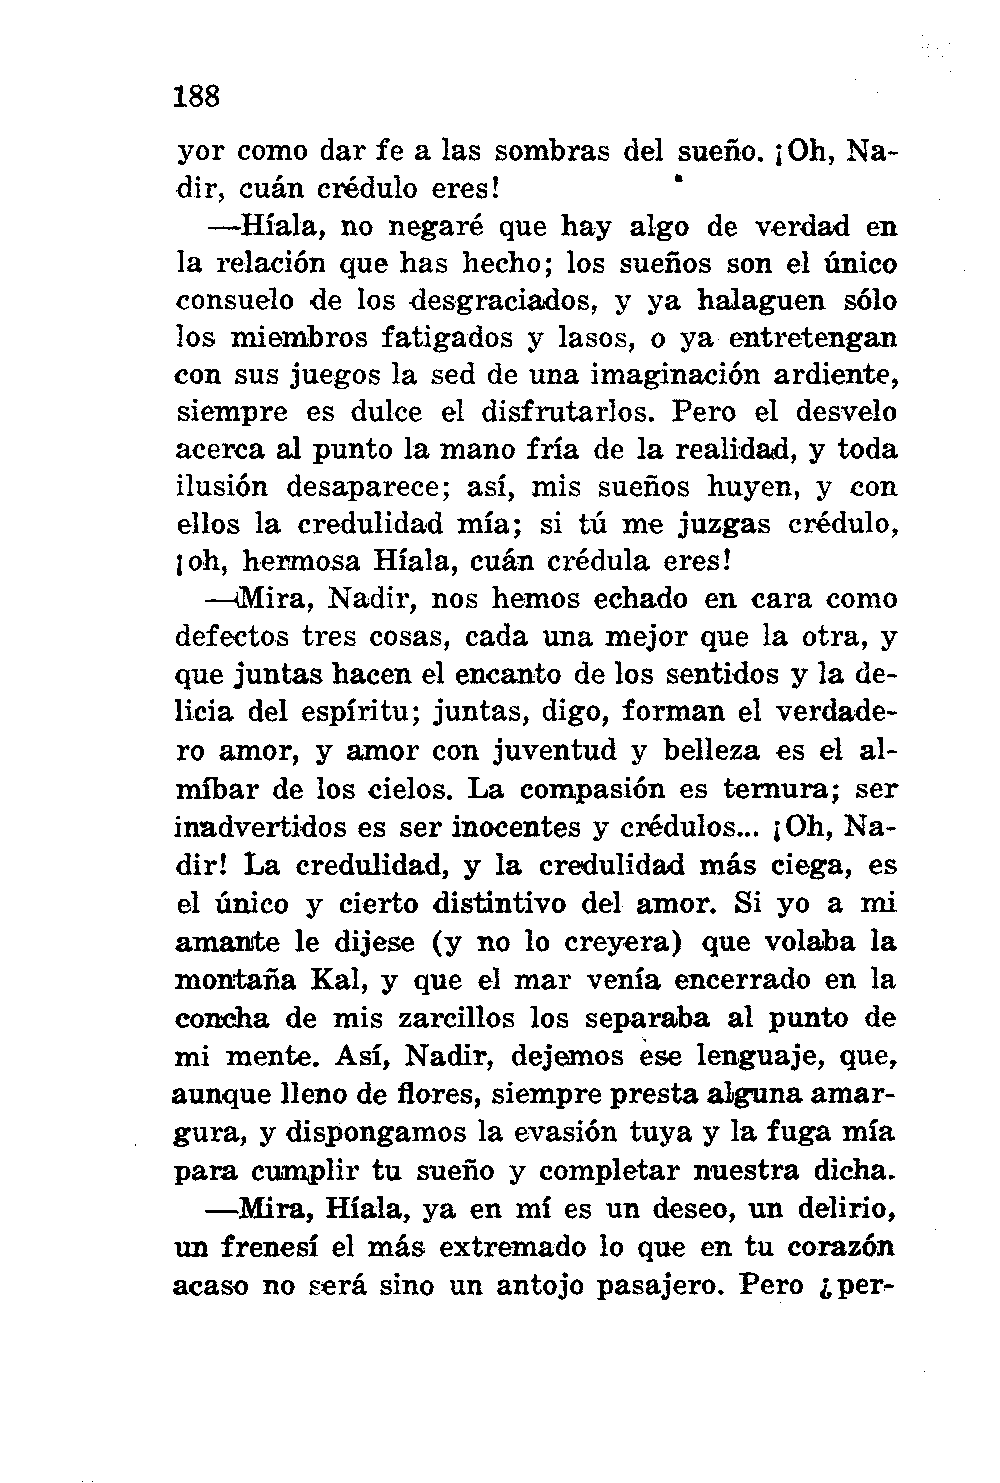 188
yor como dar fe a las sombras del sueño. ¡Oh, Na-
dir, cuán crédulo eres!
—Híala, no negaré que hay algo de verdad en
la relación que has hecho; los sueños son el único
consuelo de los desgraciados, y ya halaguen sólo
los miembros fatigados y lasos, o ya entretengan
con sus juegos la sed de una imaginación ardiente,
siempre es dulce el disfrutarlos. Pero el desvelo
acerca al punto la mano fría de la realidad, y toda
ilusión desaparece; así, mis sueños huyen, y con
ellos la credulidad mía; si tú me juzgas crédulo,
¡oh, hermosa Híala, cuán crédula eres!
—Mira, Nadir, nos hemos echado en cara como
defectos tres cosas, cada una mejor que la otra, y
que juntas hacen el encanto de los sentidos y la de-
licia del espíritu; juntas, digo, forman el verdade-
ro amor, y amor con juventud y belleza es el al-
míbar de los cielos. La compasión es ternura; ser
inadvertidos es ser inocentes y crédulos... ¡Oh, Na-
dir! La credulidad, y la credulidad más ciega, es
el único y cierto distintivo del amor. Si yo a mi
amante le dijese (y no lo creyera) que volaba la
montaña Kal, y que el mar venía encerrado en la
concha de mis zarcillos los separaba al punto de
mi mente. Así, Nadir, dejemos ese lenguaje, que,
aunque lleno de flores, siempre presta alguna amar-
gura, y dispongamos la evasión tuya y la fuga mía
para cumplir tu sueño y completar nuestra dicha.
—Mira, Híala, ya en mí es un deseo, un delirio,
un frenesí el más extremado lo que en tu corazón
acaso no será sino un antojo pasajero. Pero ¿per-